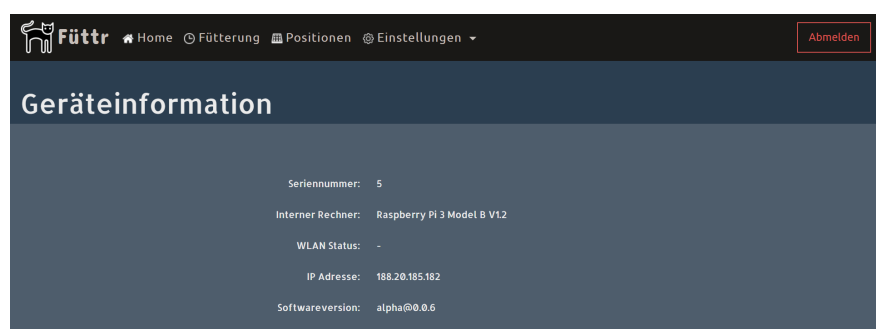 Füttr Home Fütterung Positionen Einstellungen Abmelden
Geräteinformation
Seriennummer: 5
Interner Rechner: Raspberry Pi 3 Model B V1.2
WLAN Status: -
IP Adresse: 188.20.185.182
Softwareversion: alpha@0.0.6